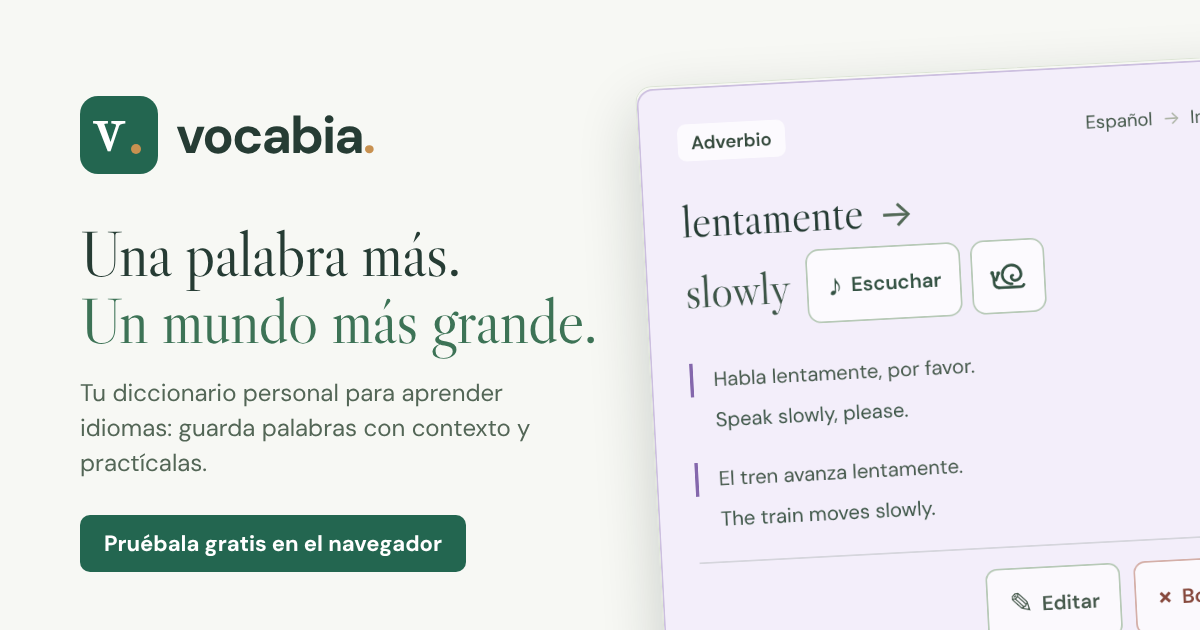 v.
vocabia.
Una palabra más.
Un mundo más grande.
Tu diccionario personal para aprender
idiomas: guarda palabras con contexto y
practícalas.
Pruébala gratis en el navegador
Adverbio
Español →
lentamente →
slowly ♪ Escuchar
Habla lentamente, por favor.
Speak slowly, please.
El tren avanza lentamente.
The train moves slowly.
✎ Editar ×